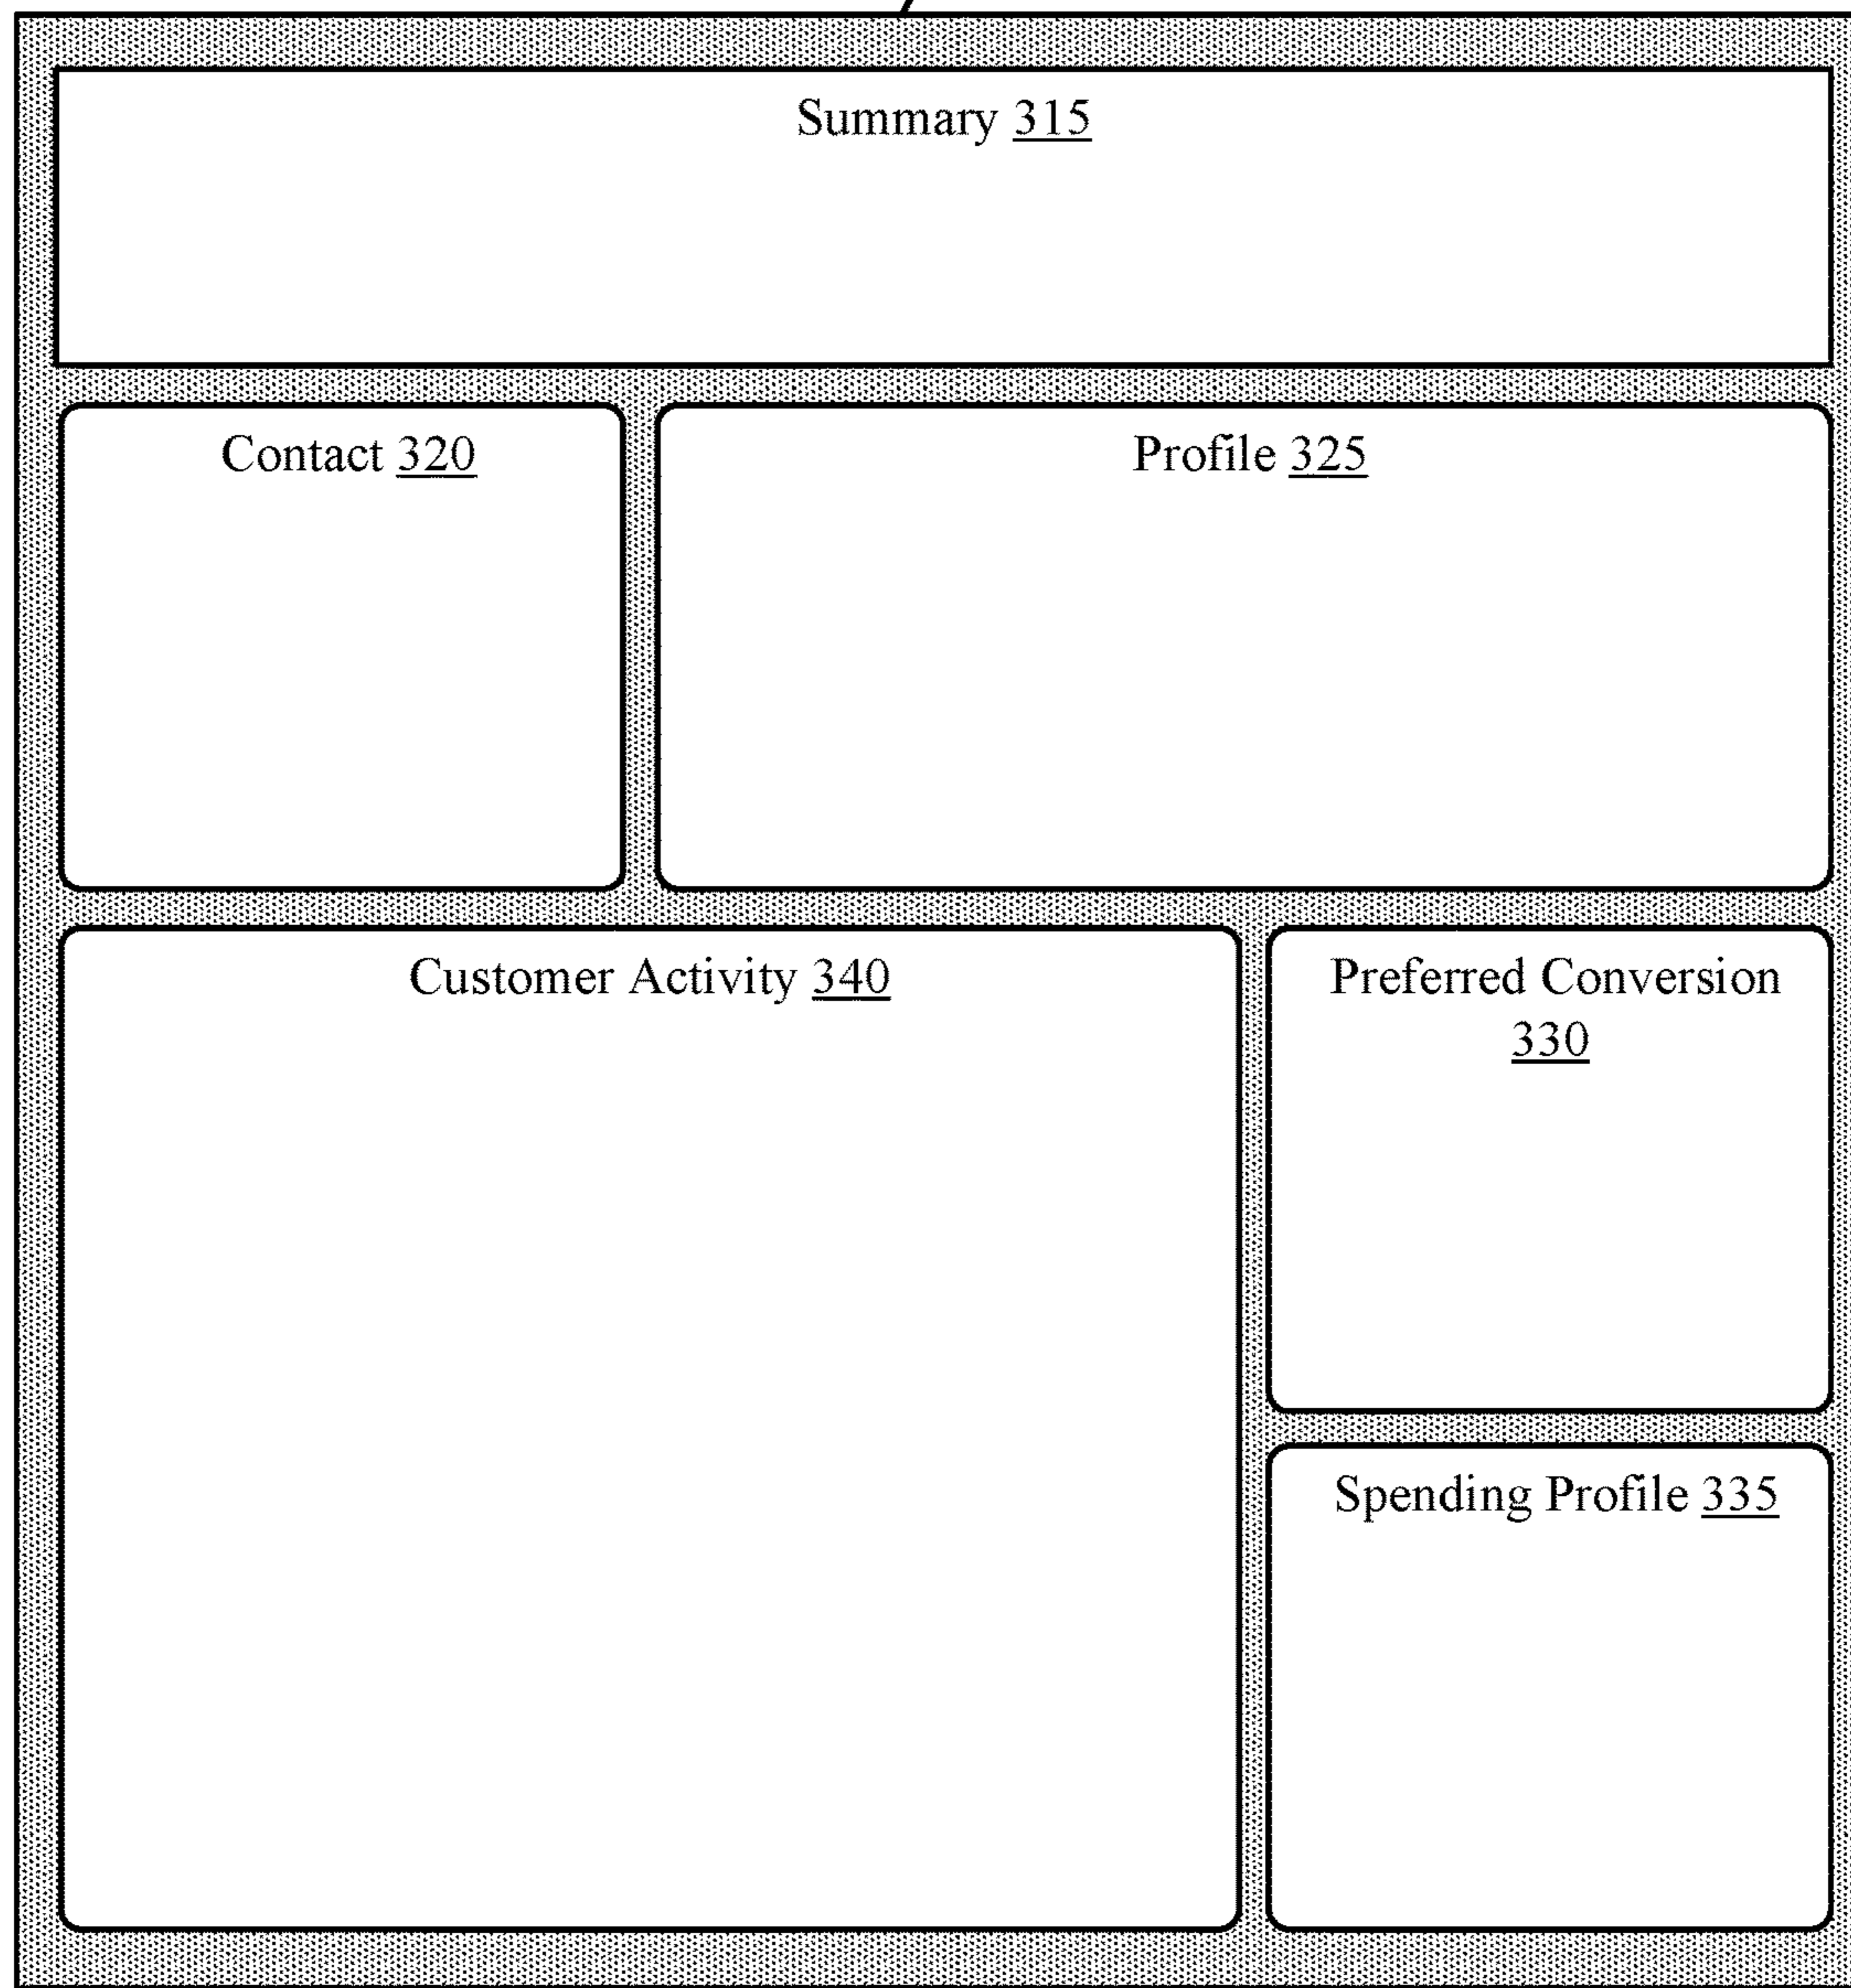 Summary 315
Contact 320
Profile 325
Customer Activity 340
Preferred Conversion
330
Spending Profile 335